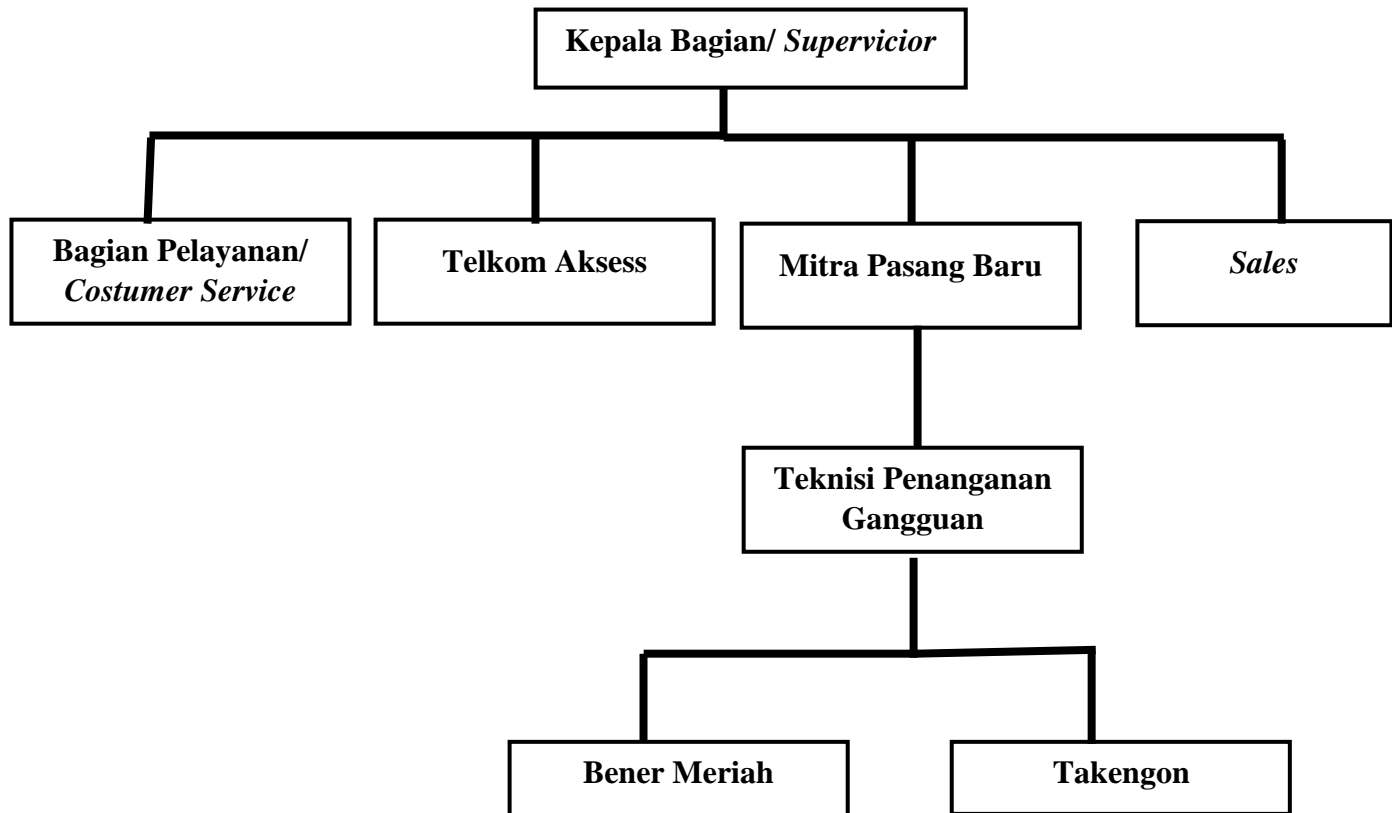 Kepala Bagian/ Supervicior
Bagian Pelayanan/
Costumer Service
Telkom Aksess
Mitra Pasang Baru
Sales
Teknisi Penanganan
Gangguan
Bener Meriah
Takengon